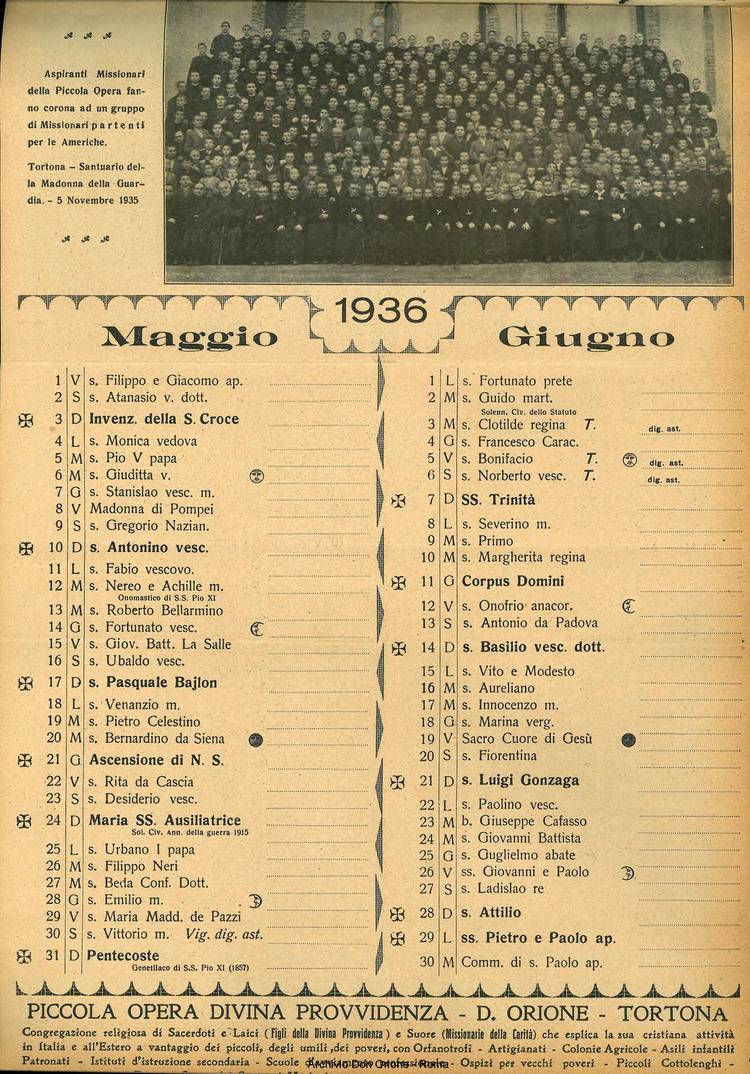 Aspiranti Missionari
della Piccola Opera fan-
no corona ad un gruppo
di Missionari partenti
per le Americhe.
Tortona - Santuario del-
la Madonna della Guar-
dia. - 5 Novembre 1935
1936
Maggio
1 V s. Filippo e Giacomo ap.
2 S s. Atanasio v. dott.
3 D Invenz. della S. Croce
4 L s. Monica vedova
5 M s. Pio V papa
6 M s. Giuditta v.
7 G s. Stanislao vesc. m.
8 V Madonna di Pompei
9 S s. Gregorio Nazian.
10 D s. Antonino vesc.
11 L s. Fabio vescovo.
12 M s. Nereo e Achille m.
Onomastico di S.S. Pio XI
13 M s. Roberto Bellarmino
14 G s. Fortunato vesc.
15 V s. Giov. Batt. La Salle
16 S s. Ubaldo vesc.
17 D s. Pasquale Bajlon
18 L s. Venanzio m.
19 M s. Pietro Celestino
20 M s. Bernardino da Siena
21 G Ascensione di N. S.
22 V s. Rita da Cascia
23 S s. Desiderio vesc.
24 D Maria SS. Ausiliatrice
Sol. Civ. Ann. della guerra 1915
25 L s. Urbano I papa
26 M s. Filippo Neri
27 M s. Beda Conf. Dott.
28 G s. Emilio m.
29 V s. Maria Madd. de Pazzi
30 S s. Vittorio m. Vig. dig. ast.
31 D Pentecoste
Genetliaco di S.S. Pio XI (1857)
Giugno
1 L s. Fortunato prete
2 M s. Guido mart.
Solenn. Civ. dello Statuto
3 M s. Clotilde regina T. dig. ast.
4 G s. Francesco Carac.
5 V s. Bonifacio T. dig. ast.
6 S s. Norberto vesc. T. dig. ast.
7 D SS. Trinità
8 L s. Severino m.
9 M s. Primo
10 M s. Margherita regina
11 G Corpus Domini
12 V s. Onofrio anacor.
13 S s. Antonio da Padova
14 D s. Basilio vesc. dott.
15 L s. Vito e Modesto
16 M s. Aureliano
17 M s. Innocenzo m.
18 G s. Marina verg.
19 V Sacro Cuore di Gesù
20 S s. Fiorentina
21 D s. Luigi Gonzaga
22 L s. Paolino vesc.
23 M b. Giuseppe Cafasso
24 M s. Giovanni Battista
25 G s. Guglielmo abate
26 V ss. Giovanni e Paolo
27 S s. Ladislao re
28 D s. Attilio
29 L ss. Pietro e Paolo ap.
30 M Comm. di s. Paolo ap.
PICCOLA OPERA DIVINA PROVVIDENZA - D. ORIONE - TORTONA
Congregazione religiosa di Sacerdoti e Laici (Figli della Divina Provvidenza) e Suore (Missionarie della Carità) che esplica la sua cristiana attività
in Italia e all'Estero a vantaggio dei piccoli, degli umili, dei poveri, con Orfanotrofi - Artigianati - Colonie Agricole - Asili infantili
Patronati - Istituti d'istruzione secondaria - Scuole - Ospizi per vecchi poveri - Piccoli Cottolenghi -
Archivio Don Orione - Roma